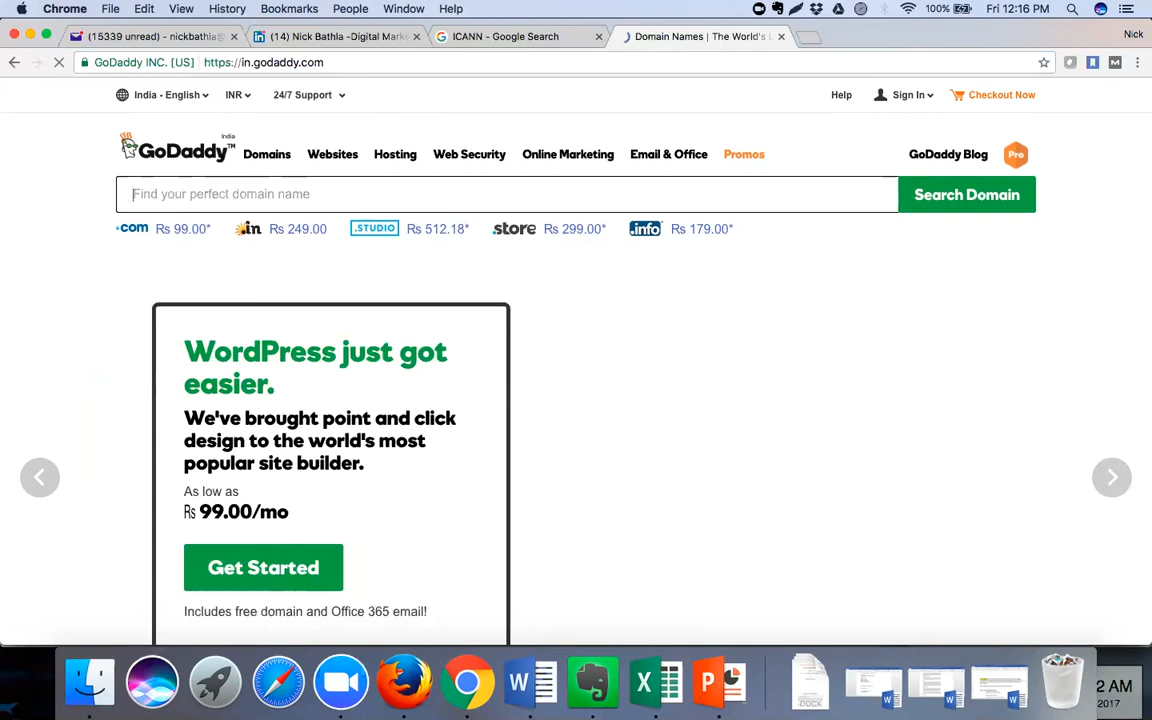 Chrome File Edit View History Bookmarks People Window Help 100% Fri 12:16 PM
(15339 unread) - nickbathla@ (14) Nick Bathla -Digital Mark ICANN - Google Search Domain Names | The World's L Nick
GoDaddy INC. [US] https://in.godaddy.com
India - English INR 24/7 Support Help Sign In Checkout Now
India
GoDaddy™ Domains Websites Hosting Web Security Online Marketing Email & Office Promos GoDaddy Blog Pro
Find your perfect domain name Search Domain
.com Rs 99.00* .in Rs 249.00 .STUDIO Rs 512.18* .store Rs 299.00* .info Rs 179.00*
WordPress just got
easier.
We've brought point and click
design to the world's most
popular site builder.
As low as
Rs 99.00/mo
Get Started
Includes free domain and Office 365 email!
W X P DOCX W W W
2 AM
2017